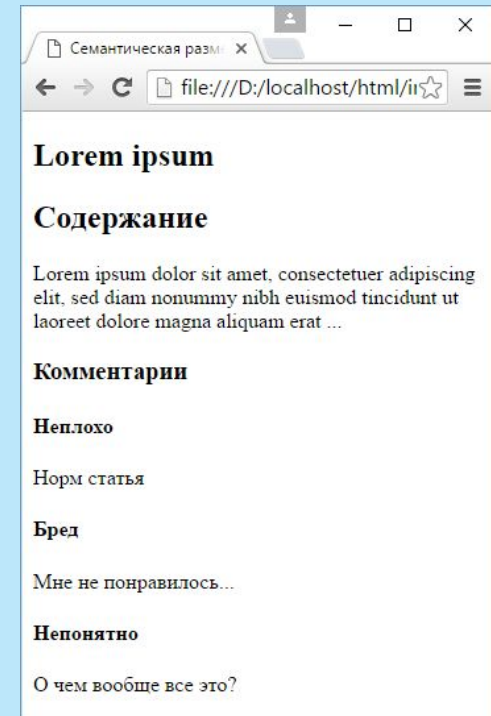 Семантическая разм
file:///D:/localhost/html/i
Lorem ipsum
Содержание
Lorem ipsum dolor sit amet, consectetuer adipiscing
elit, sed diam nonummy nibh euismod tincidunt ut
laoreet dolore magna aliquam erat ...
Комментарии
Неплохо
Норм статья
Бред
Мне не понравилось...
Непонятно
О чем вообще все это?